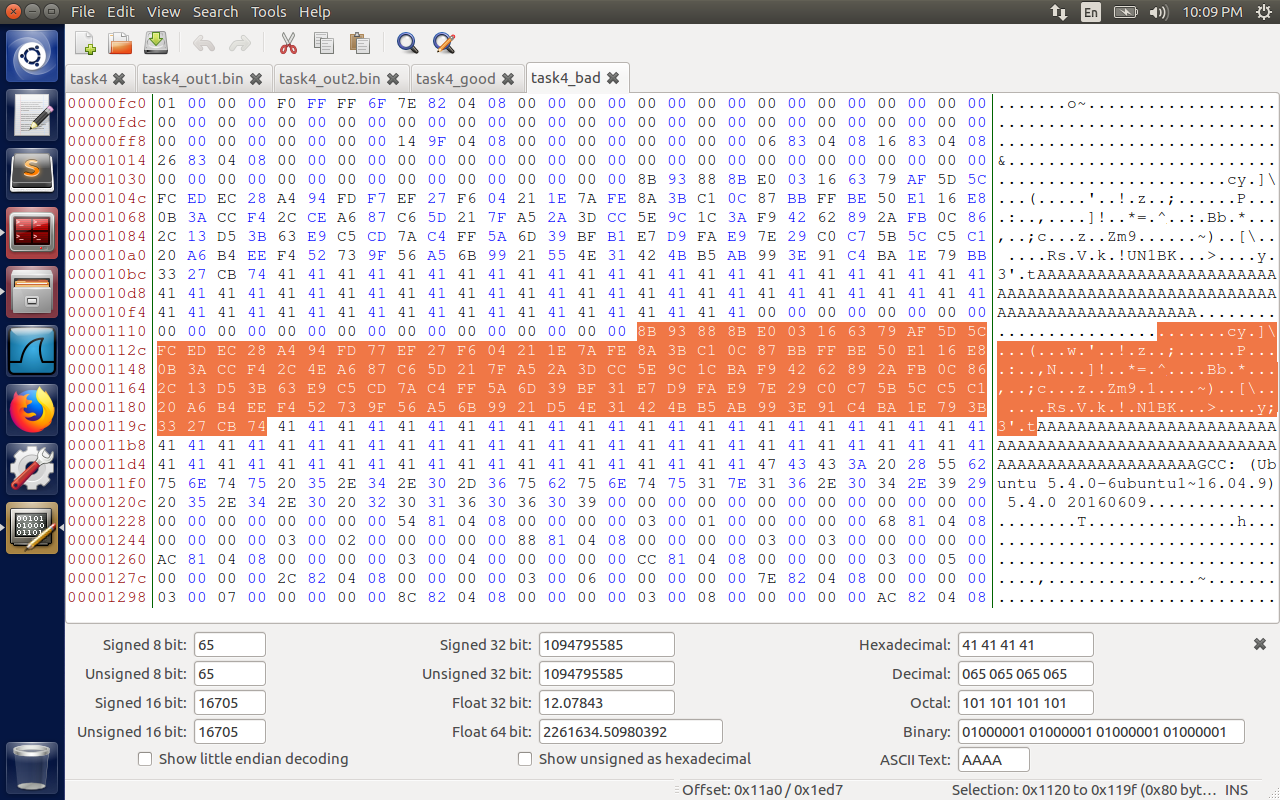 File Edit View Search Tools Help
En
10:09 PM
task4
task4_out1.bin
task4_out2.bin
task4_good
task4_bad
00000fc0 01 00 00 00 F0 FF FF 6F 7E 82 04 08 00 00 00 00 00 00 00 00 00 00 00 00 00 00 00 00 .......o~...................
00000fdc 00 00 00 00 00 00 00 00 00 00 00 00 00 00 00 00 00 00 00 00 00 00 00 00 00 00 00 00 ............................
00000ff8 00 00 00 00 00 00 00 00 14 9F 04 08 00 00 00 00 00 00 00 00 06 83 04 08 16 83 04 08 ............................
00001014 26 83 04 08 00 00 00 00 00 00 00 00 00 00 00 00 00 00 00 00 00 00 00 00 00 00 00 00 &...........................
00001030 00 00 00 00 00 00 00 00 00 00 00 00 00 00 00 00 8B 93 88 8B E0 03 16 63 79 AF 5D 5C .......................cy.]\
0000104c FC ED EC 28 A4 94 FD F7 EF 27 F6 04 21 1E 7A FE 8A 3B C1 0C 87 BB FF BE 50 E1 16 E8 ...(.....'..!.z..;......P...
00001068 0B 3A CC F4 2C CE A6 87 C6 5D 21 7F A5 2A 3D CC 5E 9C 1C 3A F9 42 62 89 2A FB 0C 86 .:..,....]!..*=.^..:.Bb.*...
00001084 2C 13 D5 3B 63 E9 C5 CD 7A C4 FF 5A 6D 39 BF B1 E7 D9 FA E9 7E 29 C0 C7 5B 5C C5 C1 ,..;c...z..Zm9......~)..[\..
000010a0 20 A6 B4 EE F4 52 73 9F 56 A5 6B 99 21 55 4E 31 42 4B B5 AB 99 3E 91 C4 BA 1E 79 BB ....Rs.V.k.!UN1BK...>....y.
000010bc 33 27 CB 74 41 41 41 41 41 41 41 41 41 41 41 41 41 41 41 41 41 41 41 41 41 41 41 41 3'.tAAAAAAAAAAAAAAAAAAAAAAAA
000010d8 41 41 41 41 41 41 41 41 41 41 41 41 41 41 41 41 41 41 41 41 41 41 41 41 41 41 41 41 AAAAAAAAAAAAAAAAAAAAAAAAAAAA
000010f4 41 41 41 41 41 41 41 41 41 41 41 41 41 41 41 41 41 41 41 41 00 00 00 00 00 00 00 00 AAAAAAAAAAAAAAAAAAAA........
00001110 00 00 00 00 00 00 00 00 00 00 00 00 00 00 00 00 8B 93 88 8B E0 03 16 63 79 AF 5D 5C .......................cy.]\
0000112c FC ED EC 28 A4 94 FD 77 EF 27 F6 04 21 1E 7A FE 8A 3B C1 0C 87 BB FF BE 50 E1 16 E8 ...(...w.'..!.z..;......P...
00001148 0B 3A CC F4 2C 4E A6 87 C6 5D 21 7F A5 2A 3D CC 5E 9C 1C BA F9 42 62 89 2A FB 0C 86 .:..,N...]!..*=.^....Bb.*...
00001164 2C 13 D5 3B 63 E9 C5 CD 7A C4 FF 5A 6D 39 BF 31 E7 D9 FA E9 7E 29 C0 C7 5B 5C C5 C1 ,..;c...z..Zm9.1....~)..[\..
00001180 20 A6 B4 EE F4 52 73 9F 56 A5 6B 99 21 D5 4E 31 42 4B B5 AB 99 3E 91 C4 BA 1E 79 3B ....Rs.V.k.!.N1BK...>....y;
0000119c 33 27 CB 74 41 41 41 41 41 41 41 41 41 41 41 41 41 41 41 41 41 41 41 41 41 41 41 41 3'.tAAAAAAAAAAAAAAAAAAAAAAAA
000011b8 41 41 41 41 41 41 41 41 41 41 41 41 41 41 41 41 41 41 41 41 41 41 41 41 41 41 41 41 AAAAAAAAAAAAAAAAAAAAAAAAAAAA
000011d4 41 41 41 41 41 41 41 41 41 41 41 41 41 41 41 41 41 41 41 41 47 43 43 3A 20 28 55 62 AAAAAAAAAAAAAAAAAAAAGCC: (Ub
000011f0 75 6E 74 75 20 35 2E 34 2E 30 2D 36 75 62 75 6E 74 75 31 7E 31 36 2E 30 34 2E 39 29 untu 5.4.0-6ubuntu1~16.04.9)
0000120c 20 35 2E 34 2E 30 20 32 30 31 36 30 36 30 39 00 00 00 00 00 00 00 00 00 00 00 00 00 5.4.0 20160609.............
00001228 00 00 00 00 00 00 00 00 54 81 04 08 00 00 00 00 03 00 01 00 00 00 00 00 68 81 04 08 ........T...............h...
00001244 00 00 00 00 03 00 02 00 00 00 00 00 88 81 04 08 00 00 00 00 03 00 03 00 00 00 00 00 ............................
00001260 AC 81 04 08 00 00 00 00 03 00 04 00 00 00 00 00 CC 81 04 08 00 00 00 00 03 00 05 00 ............................
0000127c 00 00 00 00 2C 82 04 08 00 00 00 00 03 00 06 00 00 00 00 00 7E 82 04 08 00 00 00 00 ....,...............~.......
00001298 03 00 07 00 00 00 00 00 8C 82 04 08 00 00 00 00 03 00 08 00 00 00 00 00 AC 82 04 08 ............................
Signed 8 bit: 65 Signed 32 bit: 1094795585 Hexadecimal: 41 41 41 41
Unsigned 8 bit: 65 Unsigned 32 bit: 1094795585 Decimal: 065 065 065 065
Signed 16 bit: 16705 Float 32 bit: 12.07843 Octal: 101 101 101 101
Unsigned 16 bit: 16705 Float 64 bit: 2261634.50980392 Binary: 01000001 01000001 01000001 01000001
Show little endian decoding Show unsigned as hexadecimal ASCII Text: AAAA
Offset: 0x11a0 / 0x1ed7 Selection: 0x1120 to 0x119f (0x80 byt... INS